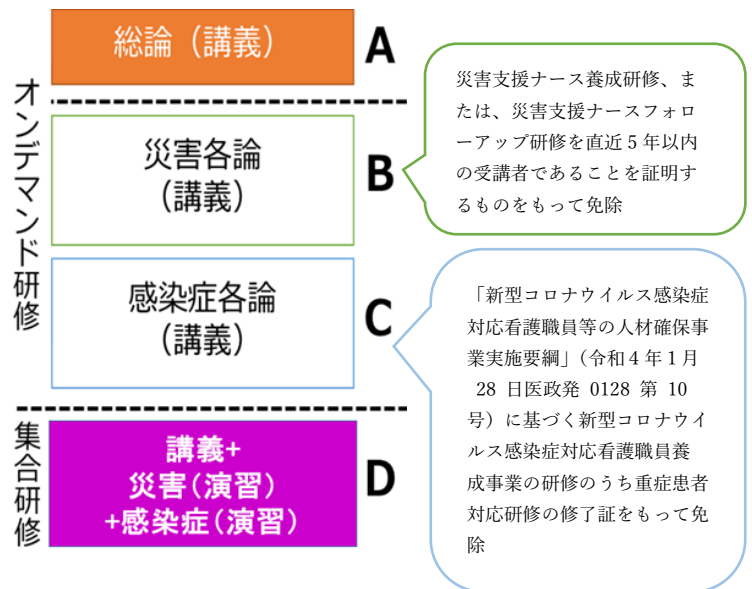 オンデマンド研修
総論（講義）
A
災害各論
（講義）
B
災害支援ナース養成研修、ま
たは、災害支援ナースフォロ
ーアップ研修を直近５年以内
の受講者であることを証明す
るものをもって免除
感染症各論
（講義）
C
「新型コロナウイルス感染症
対応看護職員等の人材確保事
業実施要綱」（令和４年１月
28 日医政発 0128 第 10
号）に基づく新型コロナウイ
ルス感染症対応看護職員養
成事業の研修のうち重症患者
対応研修の修了証をもって免
除
集合研修
講義+
災害（演習）
+感染症（演習）
D